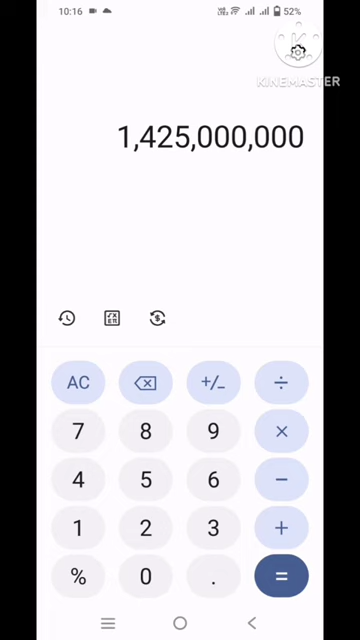 10:16 52%
KINEMASTER
1,425,000,000
AC +/- ÷
7 8 9 ×
4 5 6 −
1 2 3 +
% 0 . =